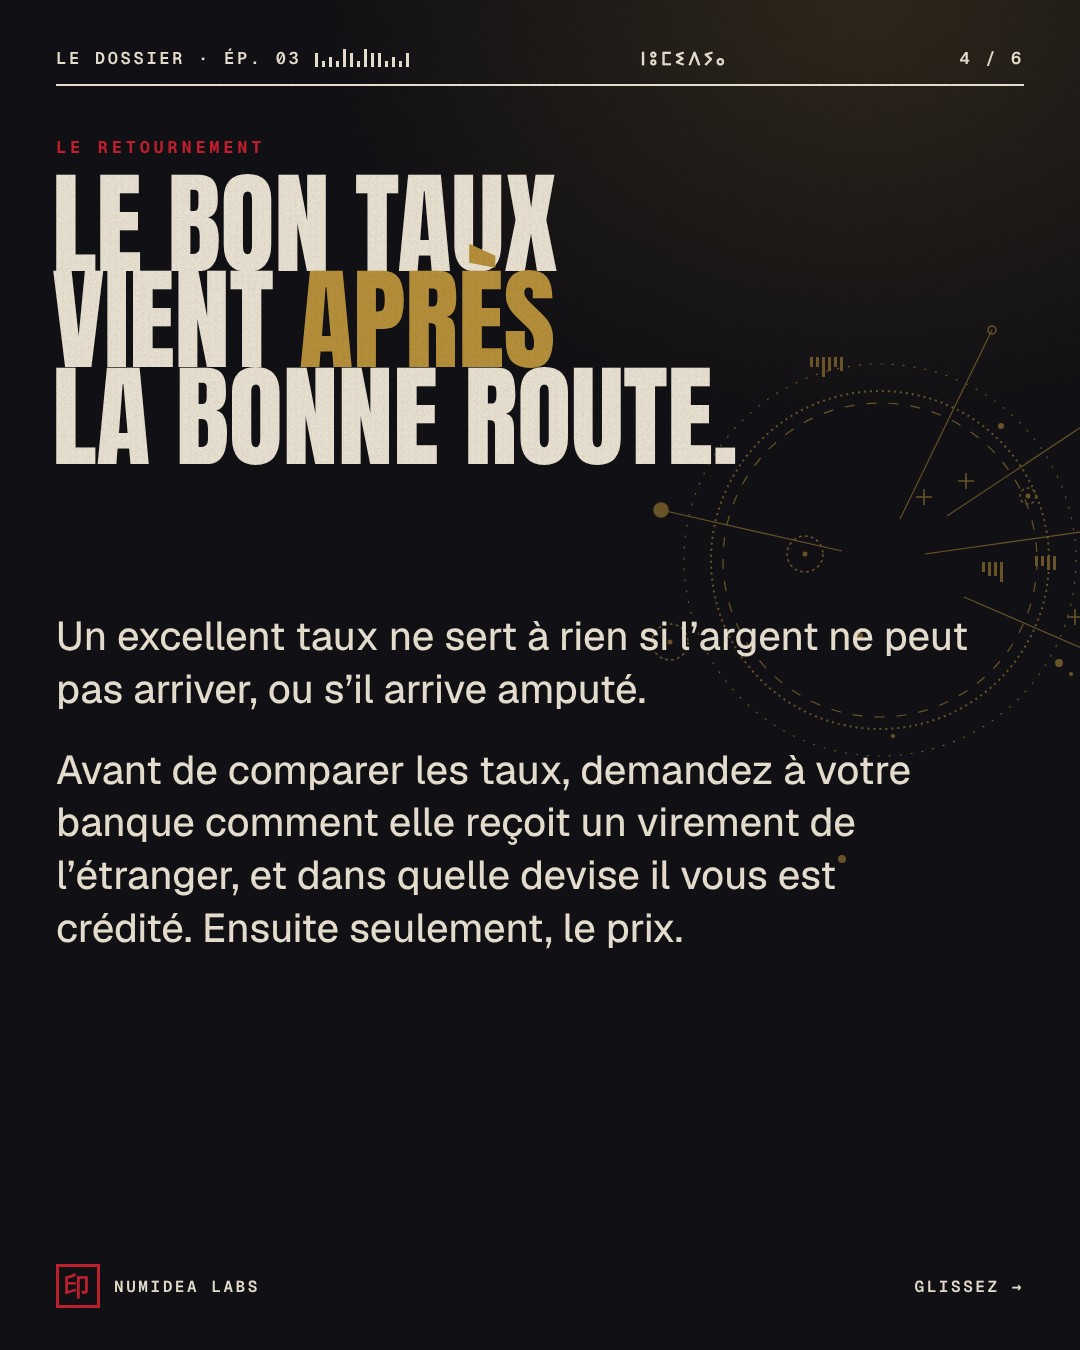 LE DOSSIER · ÉP. 03
ⵏⵓⵎⵉⴷⵢⴰ
4 / 6
LE RETOURNEMENT
LE BON TAUX
VIENT APRÈS
LA BONNE ROUTE.
Un excellent taux ne sert à rien si l’argent ne peut
pas arriver, ou s’il arrive amputé.
Avant de comparer les taux, demandez à votre
banque comment elle reçoit un virement de
l’étranger, et dans quelle devise il vous est
crédité. Ensuite seulement, le prix.
印 NUMIDEA LABS
GLISSEZ →